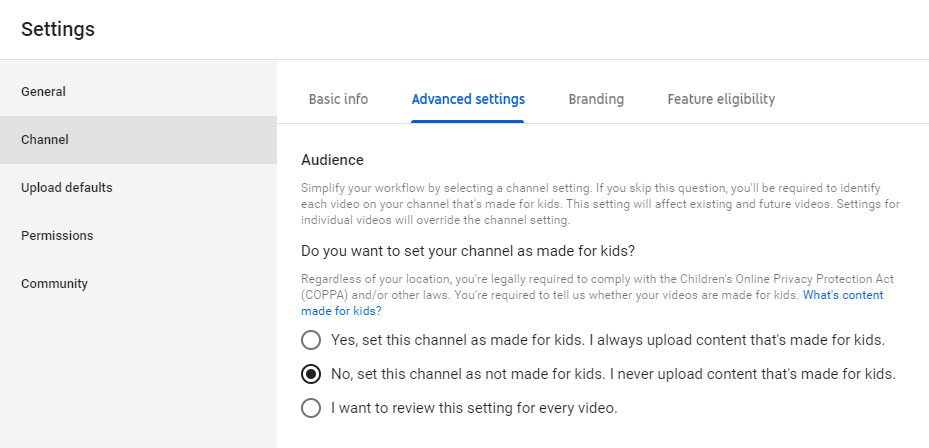 Settings
General
Channel
Upload defaults
Permissions
Community
Basic info
Advanced settings
Branding
Feature eligibility
Audience
Simplify your workflow by selecting a channel setting. If you skip this question, you'll be required to identify
each video on your channel that's made for kids. This setting will affect existing and future videos. Settings for
individual videos will override the channel setting.
Do you want to set your channel as made for kids?
Regardless of your location, you're legally required to comply with the Children's Online Privacy Protection Act
(COPPA) and/or other laws. You're required to tell us whether your videos are made for kids. What's content
made for kids?
Yes, set this channel as made for kids. I always upload content that's made for kids.
No, set this channel as not made for kids. I never upload content that's made for kids.
I want to review this setting for every video.